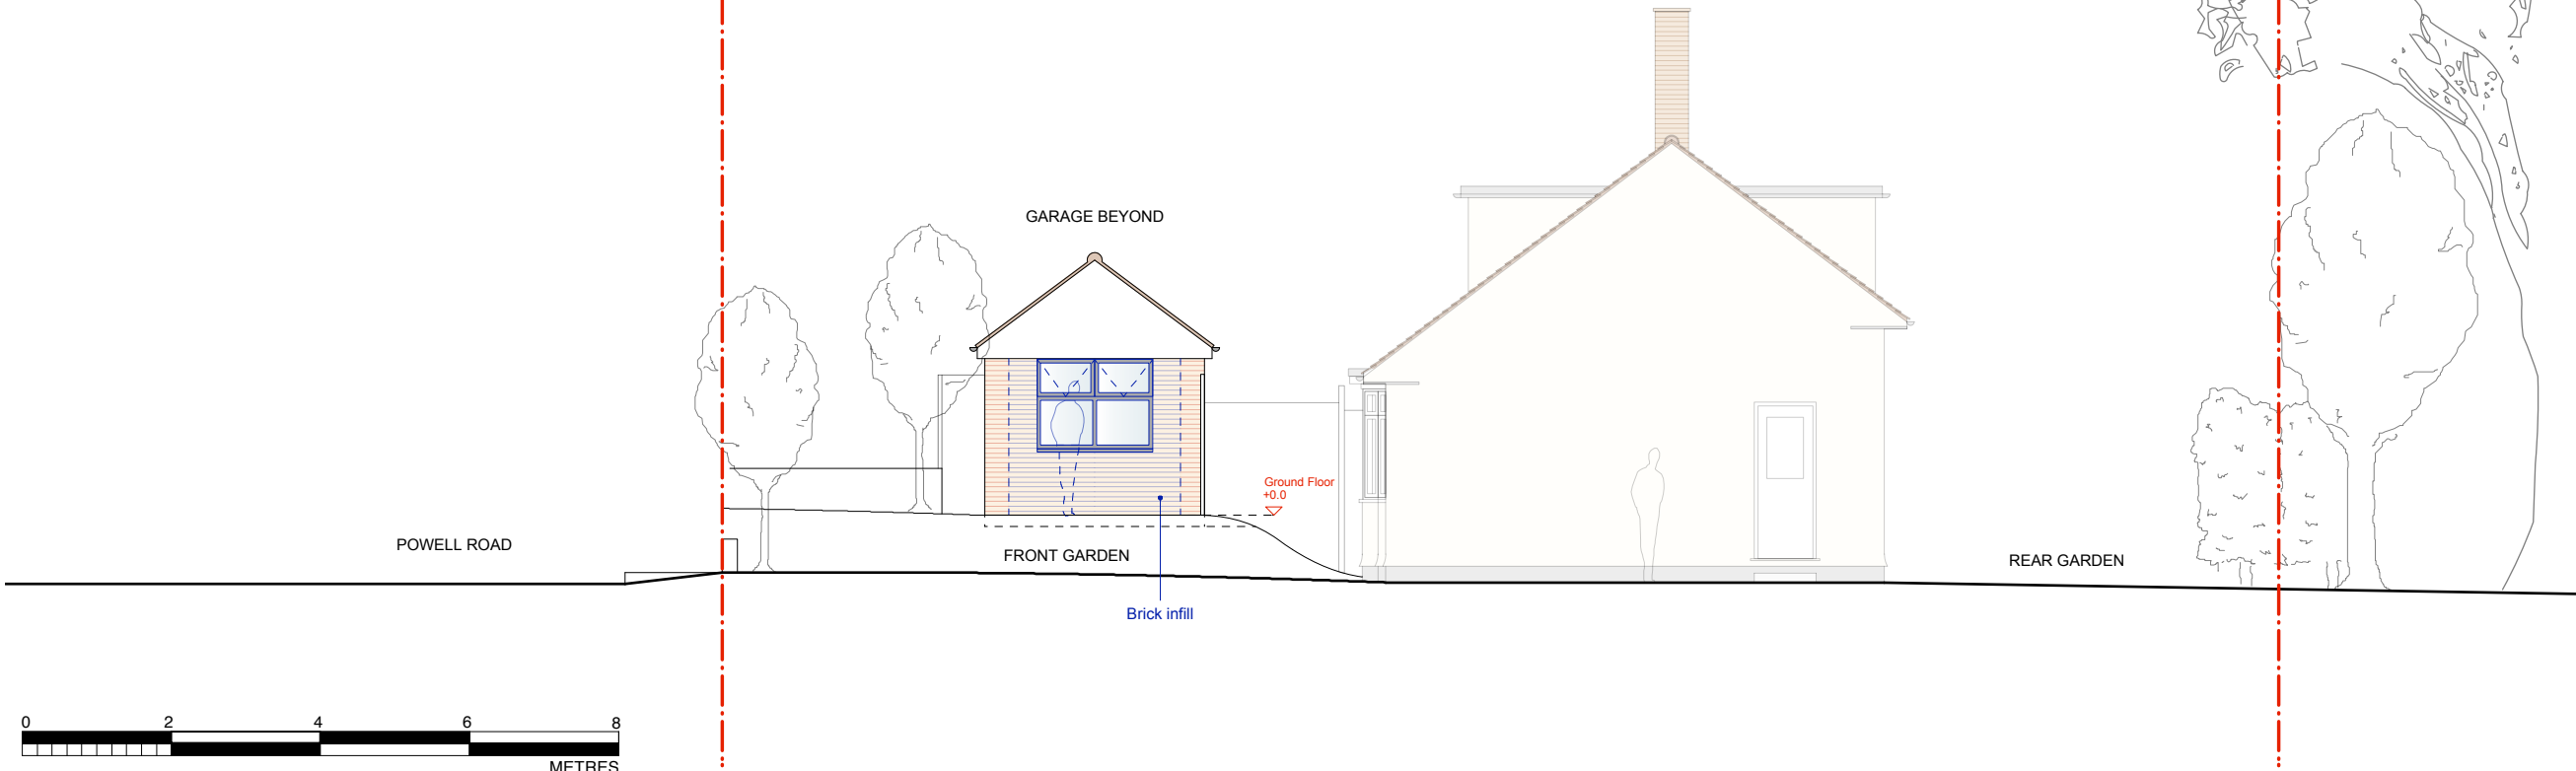 GARAGE BEYOND
Ground Floor
+0.0
POWELL ROAD
FRONT GARDEN
REAR GARDEN
Brick infill
0 2 4 6 8
METRES